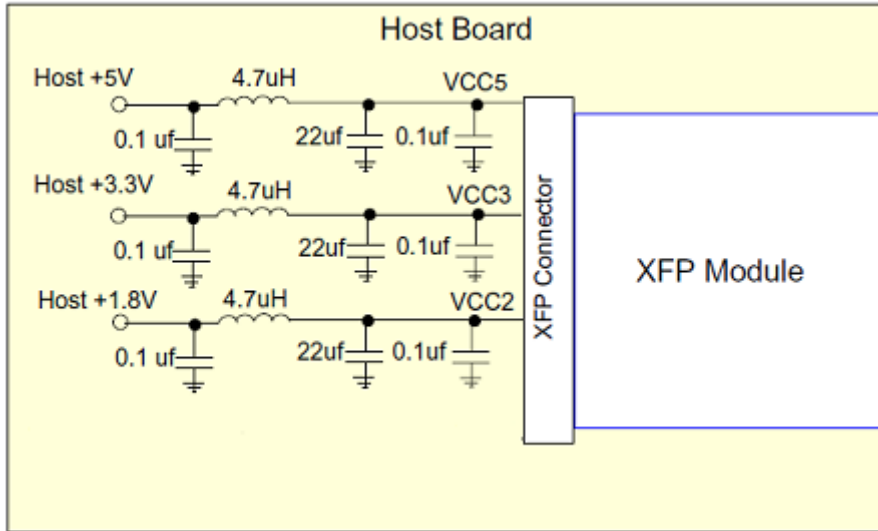 Host Board
Host +5V
4.7uH
VCC5
0.1 uf
22uf
0.1uf
Host +3.3V
4.7uH
VCC3
0.1 uf
22uf
0.1uf
Host +1.8V
4.7uH
VCC2
0.1 uf
22uf
0.1uf
XFP Connector
XFP Module